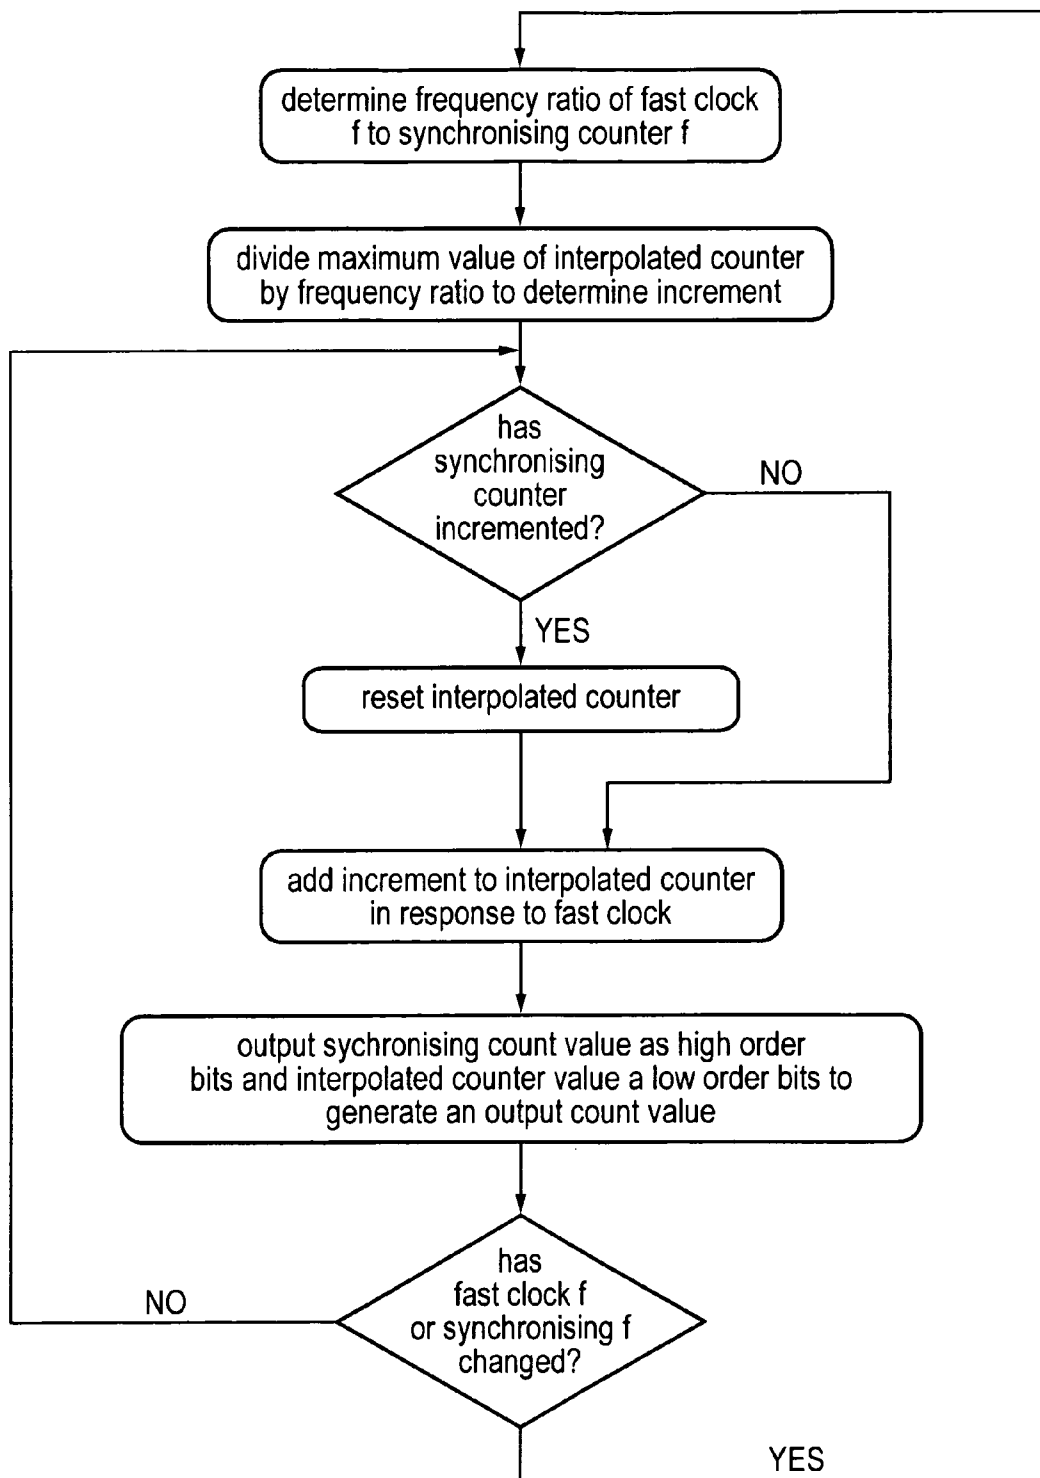 determine frequency ratio of fast clock
f to synchronising counter f
divide maximum value of interpolated counter
by frequency ratio to determine increment
has
synchronising
counter
incremented?
NO
YES
reset interpolated counter
add increment to interpolated counter
in response to fast clock
output sychronising count value as high order
bits and interpolated counter value a low order bits to
generate an output count value
has
fast clock f
or synchronising f
changed?
NO
YES